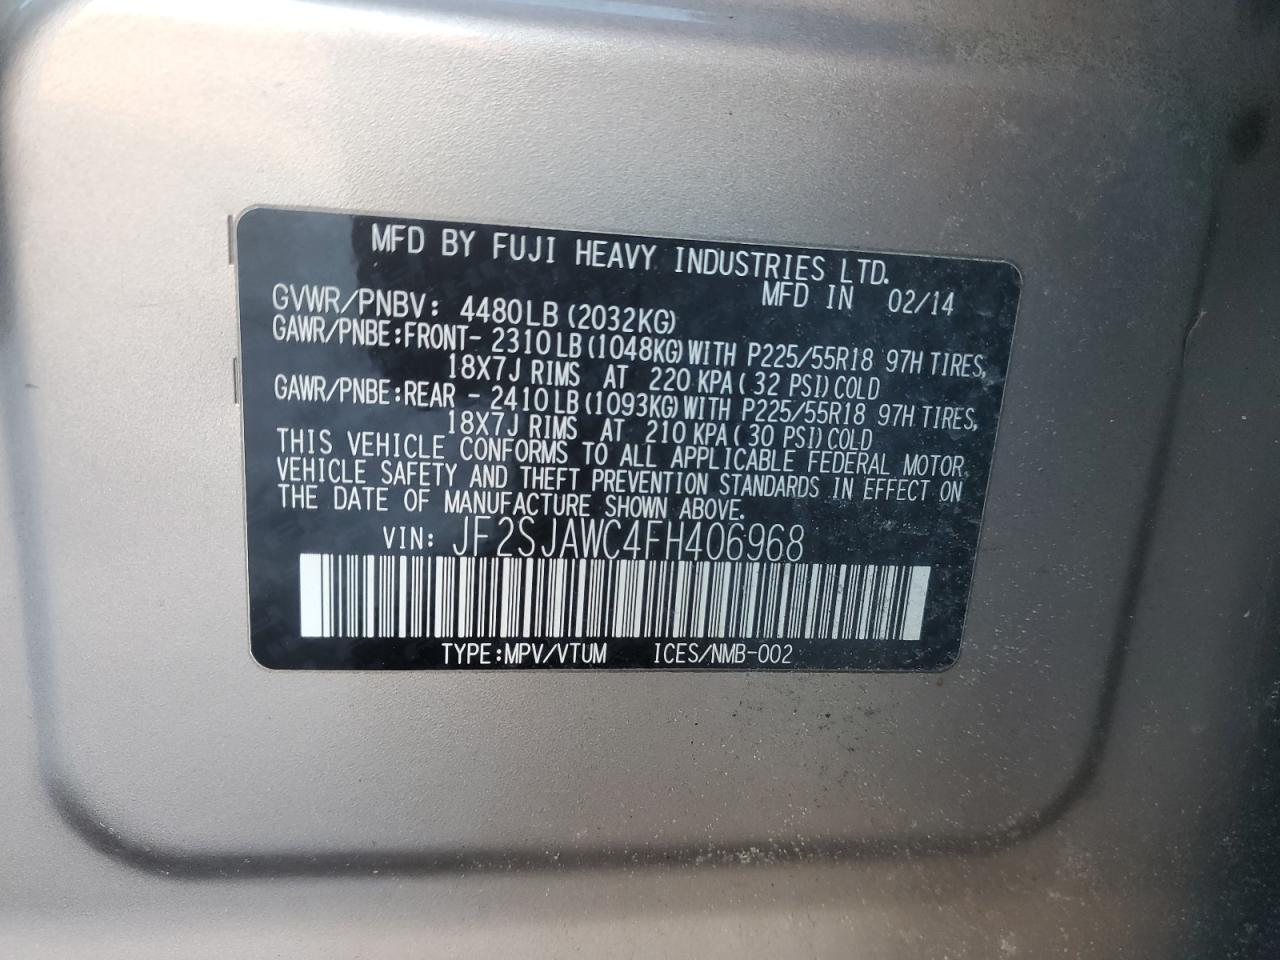 MFD BY FUJI HEAVY INDUSTRIES LTD.
MFD IN 02/14
GVWR/PNBV: 4480LB (2032KG)
GAWR/PNBE:FRONT- 2310LB(1048KG)WITH P225/55R18 97H TIRES,
18X7J RIMS AT 220 KPA( 32 PSI)COLD
GAWR/PNBE:REAR - 2410LB(1093KG)WITH P225/55R18 97H TIRES,
18X7J RIMS AT 210 KPA( 30 PSI)COLD
THIS VEHICLE CONFORMS TO ALL APPLICABLE FEDERAL MOTOR
VEHICLE SAFETY AND THEFT PREVENTION STANDARDS IN EFFECT ON
THE DATE OF MANUFACTURE SHOWN ABOVE.
VIN: JF2SJAWC4FH406968
TYPE:MPV/VTUM ICES/NMB-002